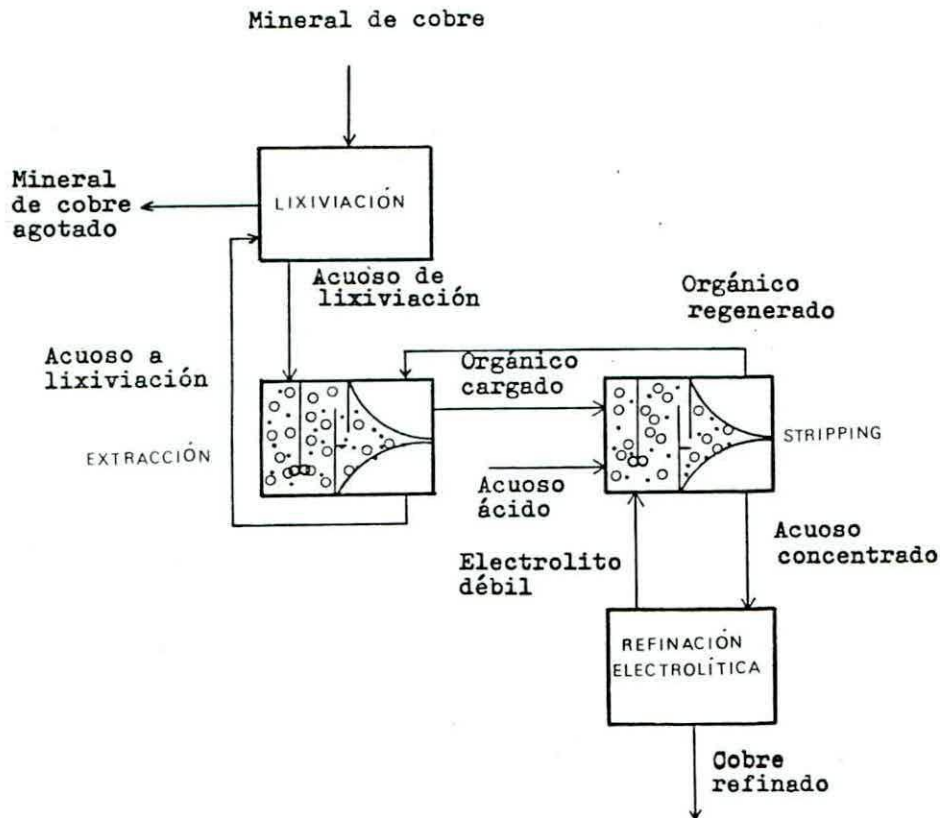 Mineral de cobre
Mineral
de cobre
agotado
LIXIVIACIÓN
Acuoso de
lixiviación
Orgánico
regenerado
Acuoso a
lixiviación
Orgánico
cargado
EXTRACCIÓN
STRIPPING
Acuoso
ácido
Acuoso
concentrado
Electrolito
débil
REFINACIÓN
ELECTROLÍTICA
Cobre
refinado